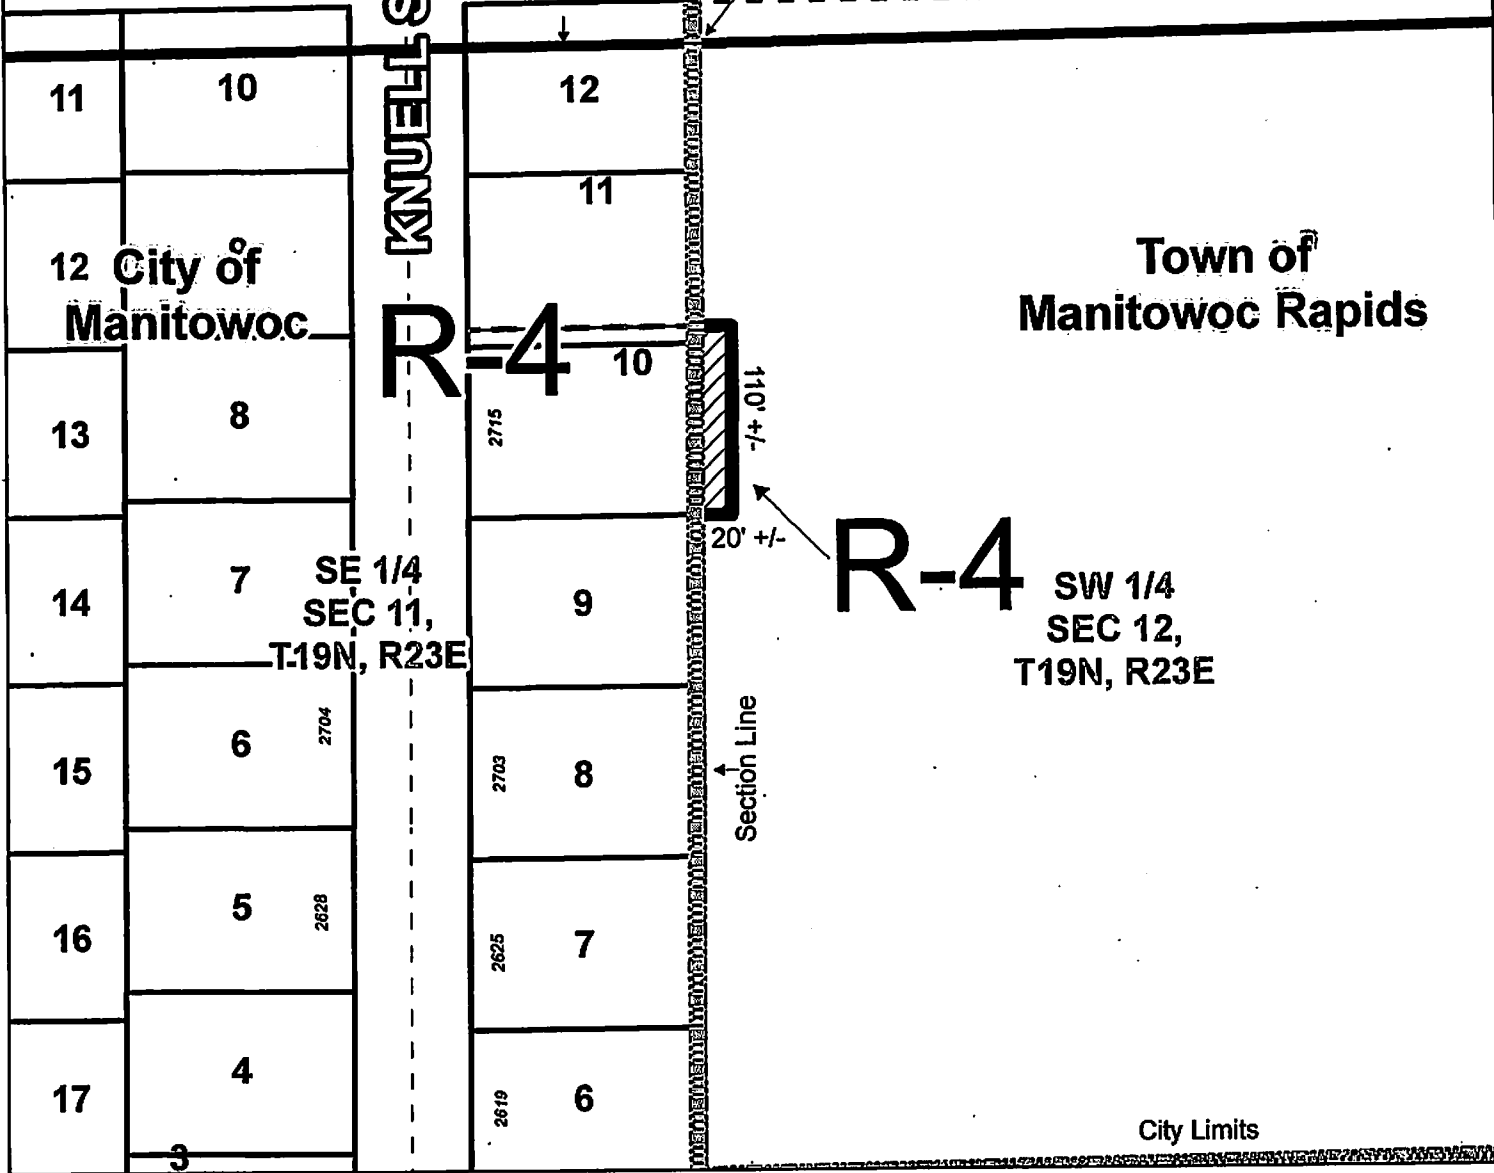 KNUELL S
11
10
12
11
12
9
City of
Manitowoc
R-4
10
Town of
Manitowoc Rapids
13
8
2715
110' +/-
20' +/-
R-4
14
7
SE 1/4
SEC 11,
T19N, R23E
9
SW 1/4
SEC 12,
T19N, R23E
15
6
2704
2703
8
Section Line
16
5
2628
2625
7
17
4
2619
6
3
City Limits